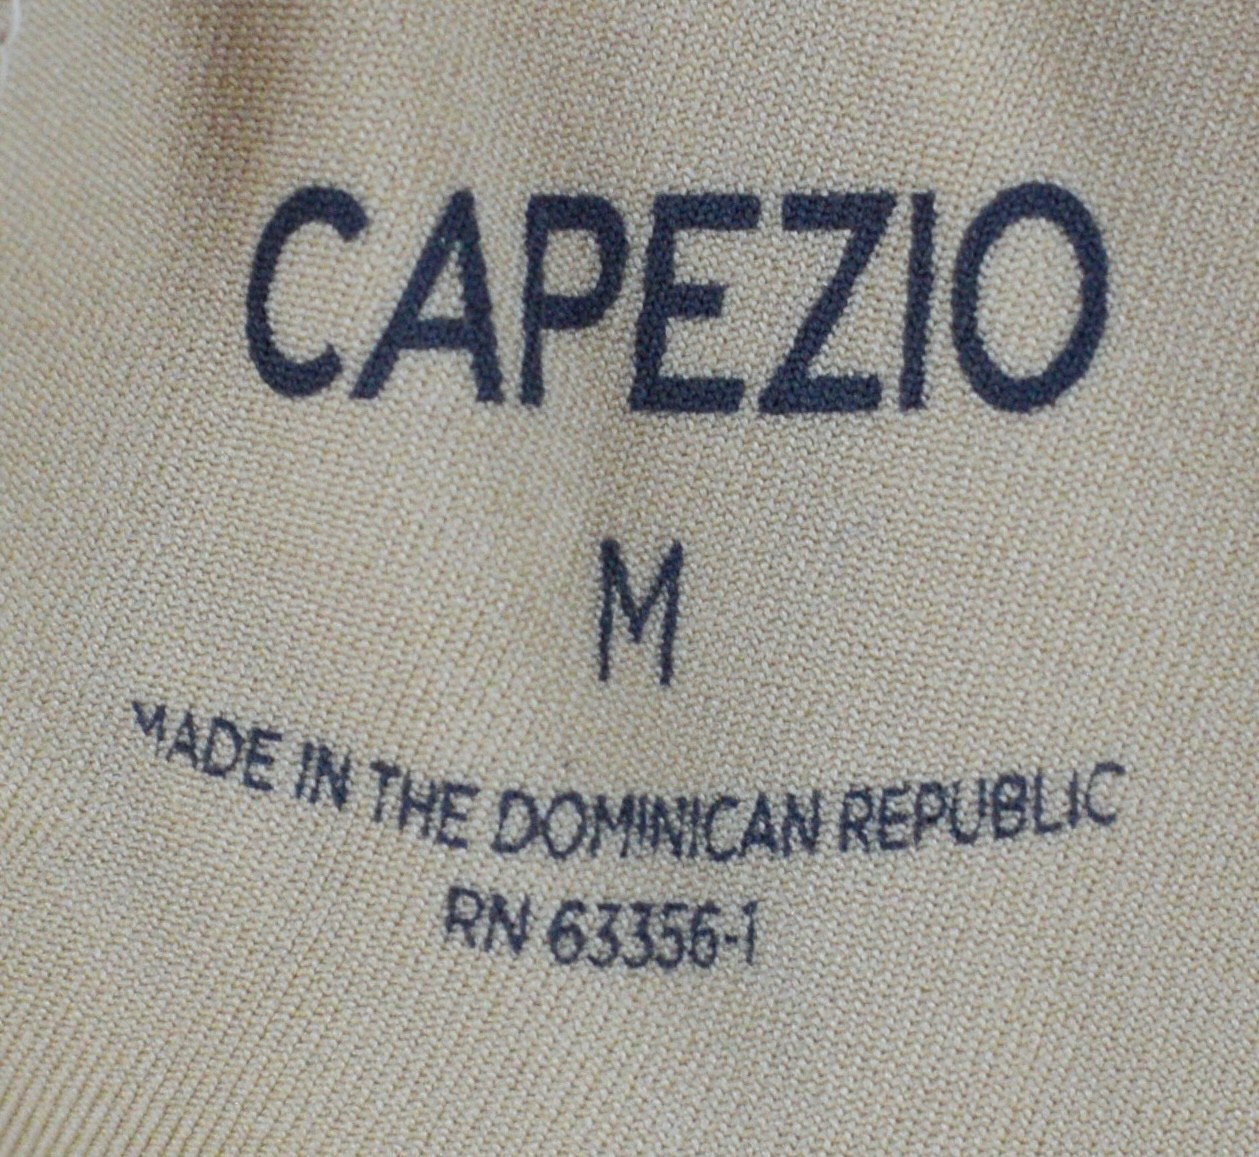 CAPEZIO
M
MADE IN THE DOMINICAN REPUBLIC
RN 63356-1